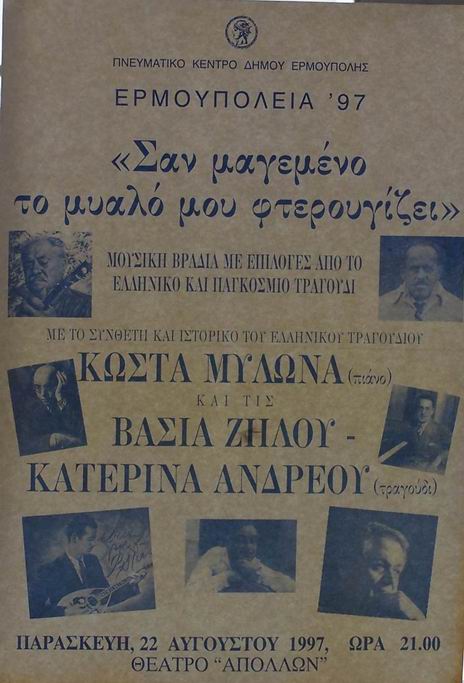 ΠΝΕΥΜΑΤΙΚΟ ΚΕΝΤΡΟ ΔΗΜΟΥ ΕΡΜΟΥΠΟΛΗΣ
ΕΡΜΟΥΠΟΛΕΙΑ '97
«Σαν μαγεμένο
το μυαλό μου φτερουγίζει»
ΜΟΥΣΙΚΗ ΒΡΑΔΙΑ ΜΕ ΕΠΙΛΟΓΕΣ ΑΠΟ ΤΟ
ΕΛΛΗΝΙΚΟ ΚΑΙ ΠΑΓΚΟΣΜΙΟ ΤΡΑΓΟΥΔΙ
ΜΕ ΤΟ ΣΥΝΘΕΤΗ ΚΑΙ ΙΣΤΟΡΙΚΟ ΤΟΥ ΕΛΛΗΝΙΚΟΥ ΤΡΑΓΟΥΔΙΟΥ
ΚΩΣΤΑ ΜΥΛΩΝΑ (πιάνο)
ΚΑΙ ΤΙΣ
ΒΑΣΙΑ ΖΗΛΟΥ -
ΚΑΤΕΡΙΝΑ ΑΝΔΡΕΟΥ (τραγούδι)
ΠΑΡΑΣΚΕΥΗ, 22 ΑΥΓΟΥΣΤΟΥ 1997, ΩΡΑ 21.00
ΘΕΑΤΡΟ "ΑΠΟΛΛΩΝ"